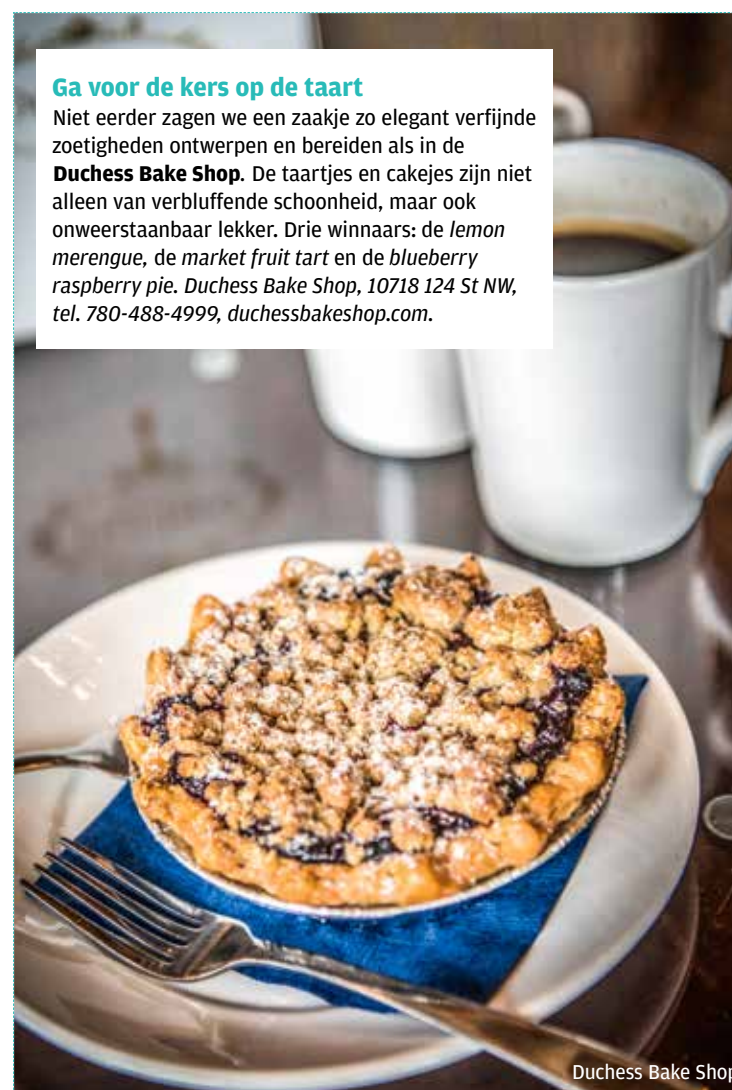 Ga voor de kers op de taart
Niet eerder zagen we een zaakje zo elegant verfijnde
zoetigheden ontwerpen en bereiden als in de
Duchess Bake Shop. De taartjes en cakejes zijn niet
alleen van verbluffende schoonheid, maar ook
onweerstaanbaar lekker. Drie winnaars: de lemon
merengue, de market fruit tart en de blueberry
raspberry pie. Duchess Bake Shop, 10718 124 St NW,
tel. 780-488-4999, duchessbakeshop.com.
Duchess Bake Shop